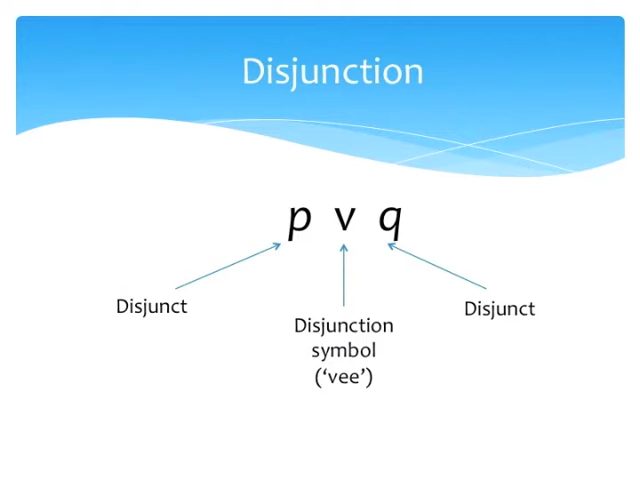 Disjunction
p v q
Disjunct
Disjunction
symbol
(‘vee’)
Disjunct